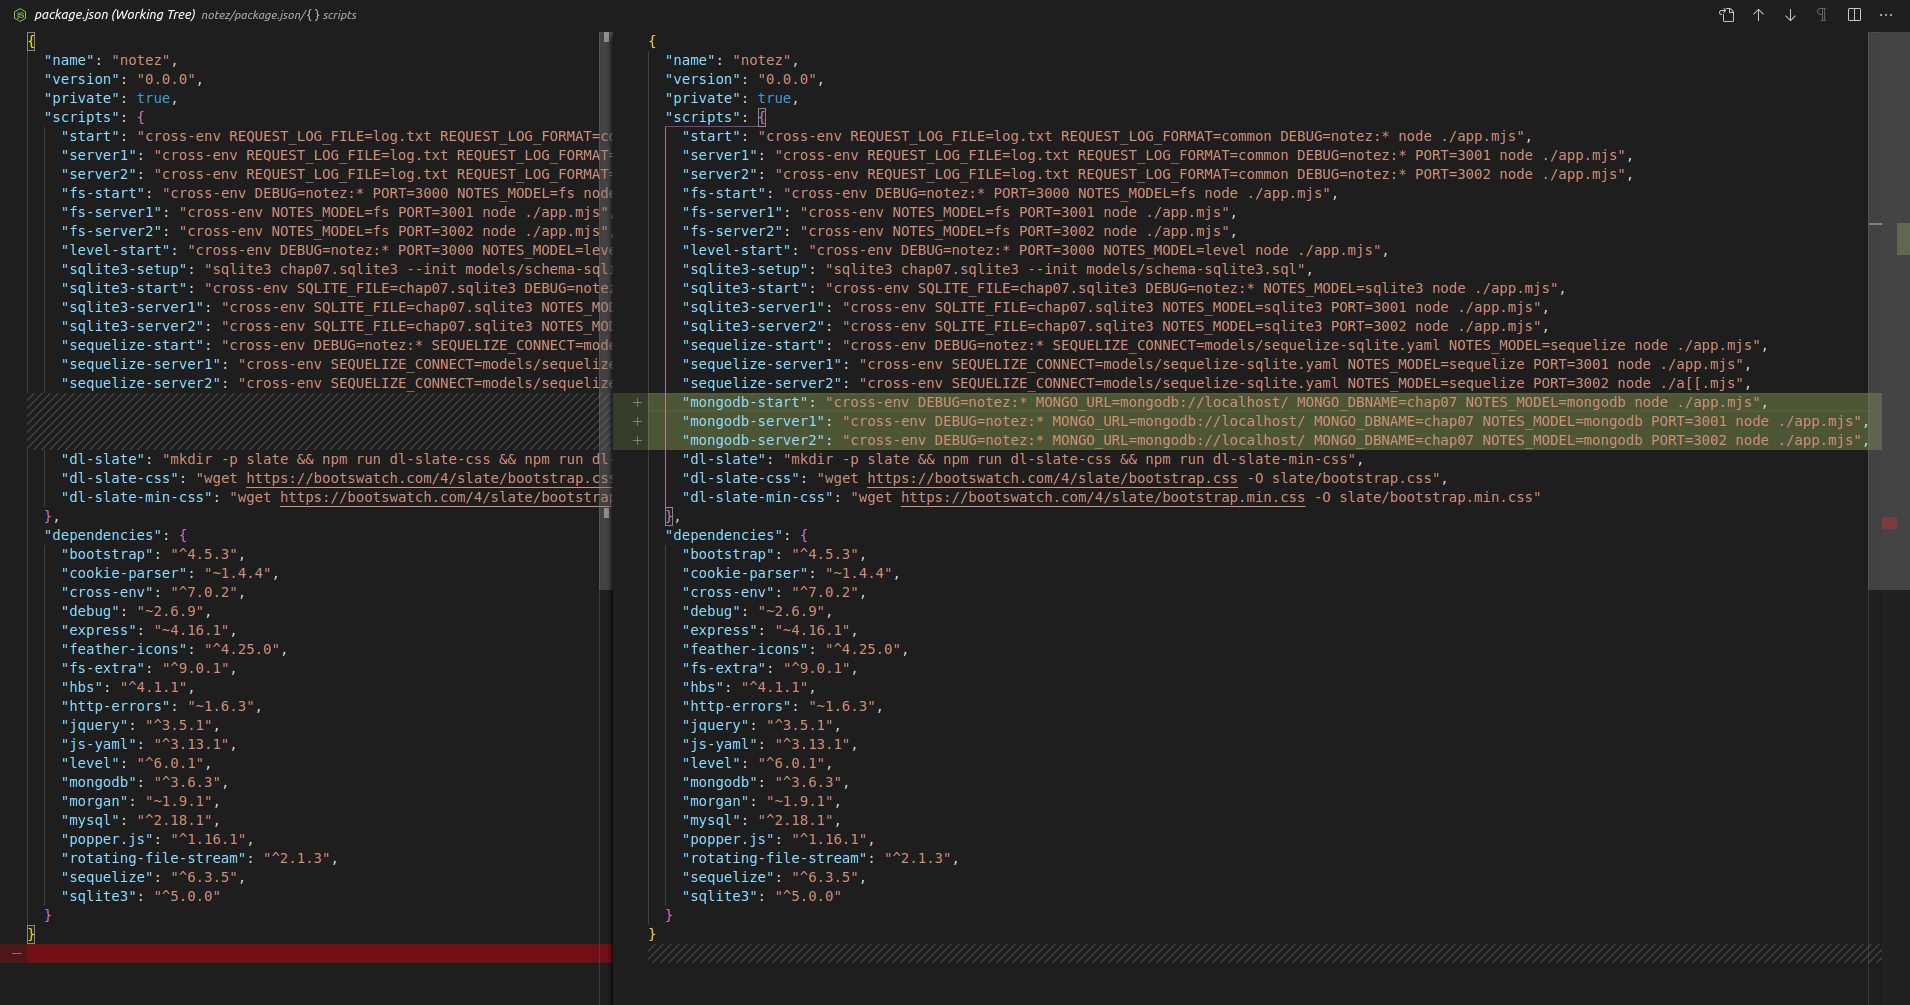 package.json (Working Tree) notez/package.json/{ } scripts
{
"name": "notez",
"version": "0.0.0",
"private": true,
"scripts": {
"start": "cross-env REQUEST_LOG_FILE=log.txt REQUEST_LOG_FORMAT=co
"server1": "cross-env REQUEST_LOG_FILE=log.txt REQUEST_LOG_FORMAT=
"server2": "cross-env REQUEST_LOG_FILE=log.txt REQUEST_LOG_FORMAT=
"fs-start": "cross-env DEBUG=notez:* PORT=3000 NOTES_MODEL=fs node
"fs-server1": "cross-env NOTES_MODEL=fs PORT=3001 node ./app.mjs",
"fs-server2": "cross-env NOTES_MODEL=fs PORT=3002 node ./app.mjs",
"level-start": "cross-env DEBUG=notez:* PORT=3000 NOTES_MODEL=leve
"sqlite3-setup": "sqlite3 chap07.sqlite3 --init models/schema-sqli
"sqlite3-start": "cross-env SQLITE_FILE=chap07.sqlite3 DEBUG=notez
"sqlite3-server1": "cross-env SQLITE_FILE=chap07.sqlite3 NOTES_MOD
"sqlite3-server2": "cross-env SQLITE_FILE=chap07.sqlite3 NOTES_MOD
"sequelize-start": "cross-env DEBUG=notez:* SEQUELIZE_CONNECT=mode
"sequelize-server1": "cross-env SEQUELIZE_CONNECT=models/sequelize
"sequelize-server2": "cross-env SEQUELIZE_CONNECT=models/sequelize
"dl-slate": "mkdir -p slate && npm run dl-slate-css && npm run dl-
"dl-slate-css": "wget https://bootswatch.com/4/slate/bootstrap.css
"dl-slate-min-css": "wget https://bootswatch.com/4/slate/bootstrap
},
"dependencies": {
"bootstrap": "^4.5.3",
"cookie-parser": "~1.4.4",
"cross-env": "^7.0.2",
"debug": "~2.6.9",
"express": "~4.16.1",
"feather-icons": "^4.25.0",
"fs-extra": "^9.0.1",
"hbs": "^4.1.1",
"http-errors": "~1.6.3",
"jquery": "^3.5.1",
"js-yaml": "^3.13.1",
"level": "^6.0.1",
"mongodb": "^3.6.3",
"morgan": "~1.9.1",
"mysql": "^2.18.1",
"popper.js": "^1.16.1",
"rotating-file-stream": "^2.1.3",
"sequelize": "^6.3.5",
"sqlite3": "^5.0.0"
}
}
{
"name": "notez",
"version": "0.0.0",
"private": true,
"scripts": {
"start": "cross-env REQUEST_LOG_FILE=log.txt REQUEST_LOG_FORMAT=common DEBUG=notez:* node ./app.mjs",
"server1": "cross-env REQUEST_LOG_FILE=log.txt REQUEST_LOG_FORMAT=common DEBUG=notez:* PORT=3001 node ./app.mjs",
"server2": "cross-env REQUEST_LOG_FILE=log.txt REQUEST_LOG_FORMAT=common DEBUG=notez:* PORT=3002 node ./app.mjs",
"fs-start": "cross-env DEBUG=notez:* PORT=3000 NOTES_MODEL=fs node ./app.mjs",
"fs-server1": "cross-env NOTES_MODEL=fs PORT=3001 node ./app.mjs",
"fs-server2": "cross-env NOTES_MODEL=fs PORT=3002 node ./app.mjs",
"level-start": "cross-env DEBUG=notez:* PORT=3000 NOTES_MODEL=level node ./app.mjs",
"sqlite3-setup": "sqlite3 chap07.sqlite3 --init models/schema-sqlite3.sql",
"sqlite3-start": "cross-env SQLITE_FILE=chap07.sqlite3 DEBUG=notez:* NOTES_MODEL=sqlite3 node ./app.mjs",
"sqlite3-server1": "cross-env SQLITE_FILE=chap07.sqlite3 NOTES_MODEL=sqlite3 PORT=3001 node ./app.mjs",
"sqlite3-server2": "cross-env SQLITE_FILE=chap07.sqlite3 NOTES_MODEL=sqlite3 PORT=3002 node ./app.mjs",
"sequelize-start": "cross-env DEBUG=notez:* SEQUELIZE_CONNECT=models/sequelize-sqlite.yaml NOTES_MODEL=sequelize node ./app.mjs",
"sequelize-server1": "cross-env SEQUELIZE_CONNECT=models/sequelize-sqlite.yaml NOTES_MODEL=sequelize PORT=3001 node ./app.mjs",
"sequelize-server2": "cross-env SEQUELIZE_CONNECT=models/sequelize-sqlite.yaml NOTES_MODEL=sequelize PORT=3002 node ./a[[.mjs",
+ "mongodb-start": "cross-env DEBUG=notez:* MONGO_URL=mongodb://localhost/ MONGO_DBNAME=chap07 NOTES_MODEL=mongodb node ./app.mjs",
+ "mongodb-server1": "cross-env DEBUG=notez:* MONGO_URL=mongodb://localhost/ MONGO_DBNAME=chap07 NOTES_MODEL=mongodb PORT=3001 node ./app.mjs",
+ "mongodb-server2": "cross-env DEBUG=notez:* MONGO_URL=mongodb://localhost/ MONGO_DBNAME=chap07 NOTES_MODEL=mongodb PORT=3002 node ./app.mjs",
"dl-slate": "mkdir -p slate && npm run dl-slate-css && npm run dl-slate-min-css",
"dl-slate-css": "wget https://bootswatch.com/4/slate/bootstrap.css -O slate/bootstrap.css",
"dl-slate-min-css": "wget https://bootswatch.com/4/slate/bootstrap.min.css -O slate/bootstrap.min.css"
},
"dependencies": {
"bootstrap": "^4.5.3",
"cookie-parser": "~1.4.4",
"cross-env": "^7.0.2",
"debug": "~2.6.9",
"express": "~4.16.1",
"feather-icons": "^4.25.0",
"fs-extra": "^9.0.1",
"hbs": "^4.1.1",
"http-errors": "~1.6.3",
"jquery": "^3.5.1",
"js-yaml": "^3.13.1",
"level": "^6.0.1",
"mongodb": "^3.6.3",
"morgan": "~1.9.1",
"mysql": "^2.18.1",
"popper.js": "^1.16.1",
"rotating-file-stream": "^2.1.3",
"sequelize": "^6.3.5",
"sqlite3": "^5.0.0"
}
}